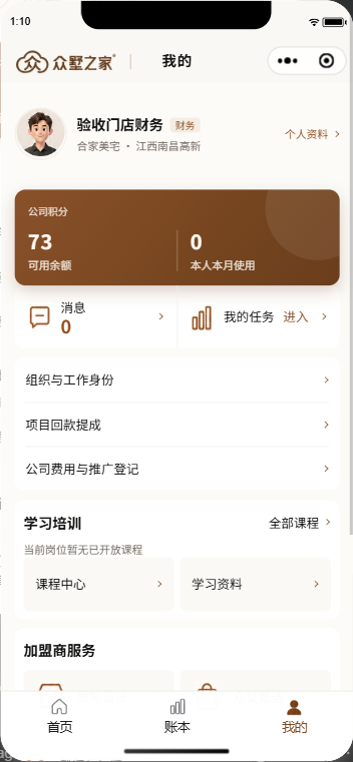 1:10
众墅之家
我的
验收门店财务 财务
合家美宅 · 江西南昌高新
个人资料
公司积分
73 0
可用余额 本人本月使用
消息
0
我的任务 进入
组织与工作身份
项目回款提成
公司费用与推广登记
学习培训 全部课程
当前岗位暂无已开放课程
课程中心 学习资料
加盟商服务
首页 账本 我的